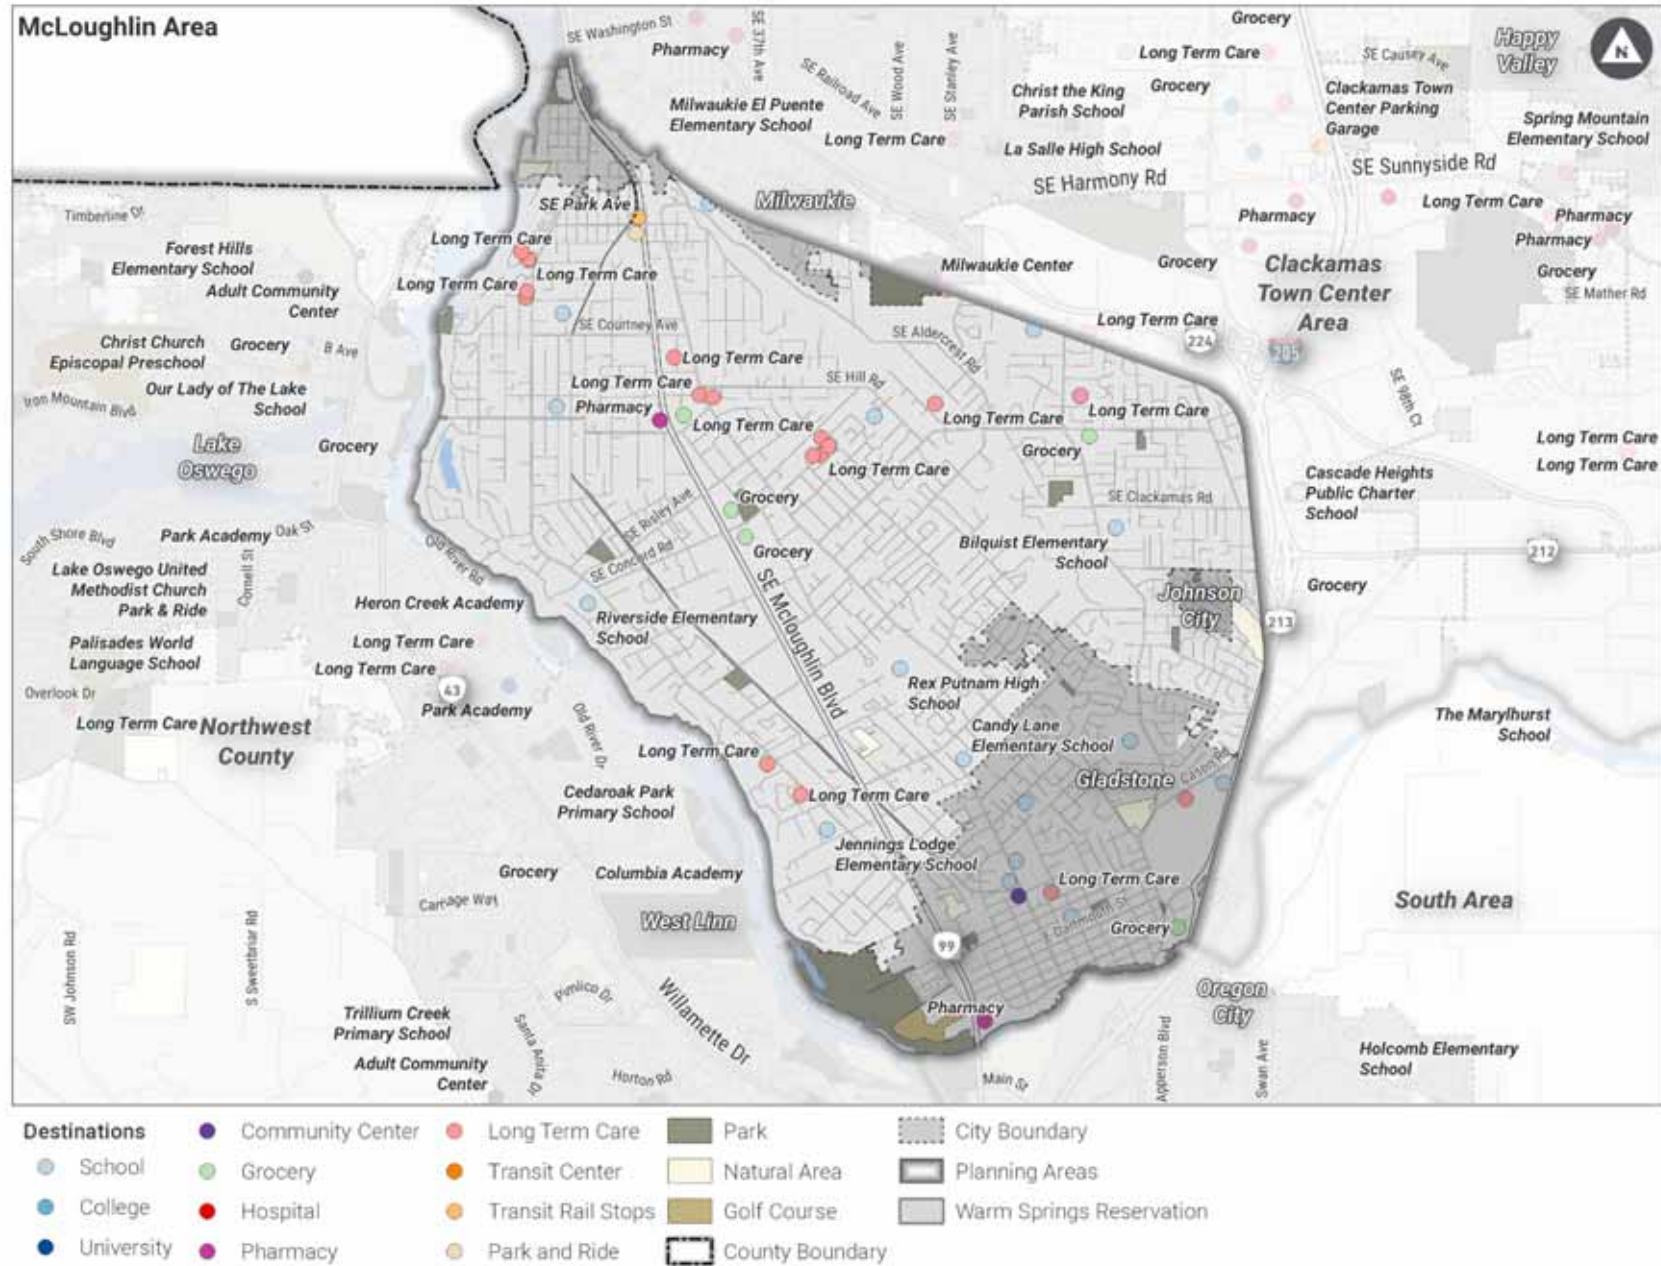 McLoughlin Area
SE Washington St
SE 37th Ave
Grocery
Happy
Valley
N
Pharmacy
Long Term Care
SE Causey Ave
SE Railroad Ave
SE Wood Ave
SE Stanley Ave
Christ the King
Parish School
Grocery
Clackamas Town
Center Parking
Garage
Milwaukie El Puente
Elementary School
Spring Mountain
Elementary School
Long Term Care
La Salle High School
SE Sunnyside Rd
SE Harmony Rd
Milwaukie
SE Park Ave
Timberline Dr
Long Term Care
Pharmacy
Pharmacy
Pharmacy
Forest Hills
Elementary School
Long Term Care
Long Term Care
Long Term Care
Milwaukie Center
Grocery
Clackamas
Town Center
Area
Grocery
SE Mather Rd
Adult Community
Center
SE Courtney Ave
SE Aldercrest Rd
Long Term Care
224
205
Christ Church
Episcopal Preschool
Grocery
B Ave
Long Term Care
Long Term Care
SE Hill Rd
SE 98th Ct
Our Lady of The Lake
School
Iron Mountain Blvd
Pharmacy
Long Term Care
Long Term Care
Long Term Care
Lake
Oswego
Grocery
Grocery
Long Term Care
Long Term Care
Long Term Care
Cascade Heights
Public Charter
School
Grocery
SE Clackamas Rd
SE Risley Ave
South Shore Blvd
Park Academy
Oak St
Old River Rd
SE Concord Rd
Grocery
Bilquist Elementary
School
212
Lake Oswego United
Methodist Church
Park & Ride
Cornell St
Heron Creek Academy
SE Mcloughlin Blvd
Johnson
City
Grocery
Riverside Elementary
School
213
Palisades World
Language School
Long Term Care
Long Term Care
43
Overlook Dr
Rex Putnam High
School
Park Academy
Long Term Care
Northwest
County
Old River Dr
Candy Lane
Elementary School
The Marylhurst
School
Long Term Care
Gladstone
Cason Rd
Cedaroak Park
Primary School
Long Term Care
Jennings Lodge
Elementary School
Grocery
Columbia Academy
Long Term Care
Carriage Way
West Linn
E Dartmouth St
Grocery
South Area
SW Johnson Rd
S Sweetbriar Rd
99
Pimlico Dr
Willamette Dr
Oregon
City
Trillium Creek
Primary School
Pharmacy
Santa Anita Dr
Adult Community
Center
Horton Rd
Main St
Apperson Blvd
Swan Ave
Holcomb Elementary
School
Destinations
School
College
University
Community Center
Grocery
Hospital
Pharmacy
Long Term Care
Transit Center
Transit Rail Stops
Park and Ride
Park
Natural Area
Golf Course
County Boundary
City Boundary
Planning Areas
Warm Springs Reservation